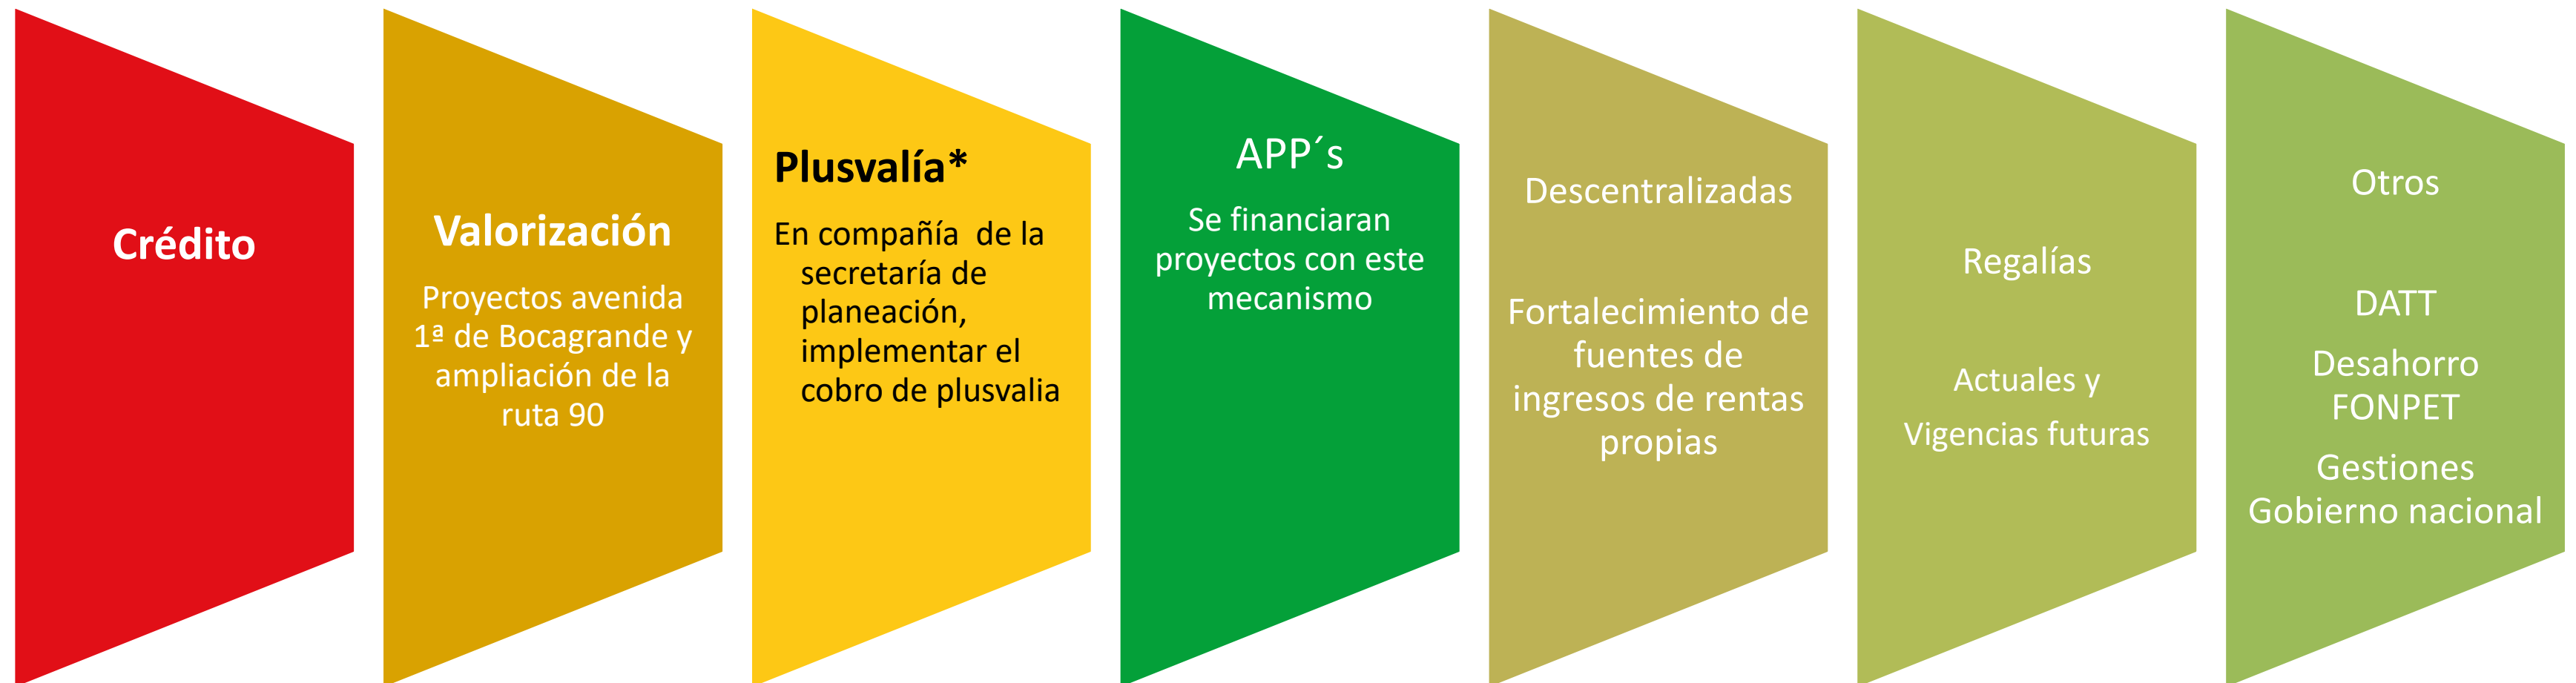 Crédito
Valorización
Proyectos avenida
1ª de Bocagrande y
ampliación de la
ruta 90
Plusvalía*
En compañía  de la
secretaría de
planeación,
implementar el
cobro de plusvalia
APP´s
Se financiaran
proyectos con este
mecanismo
Descentralizadas
Fortalecimiento de
fuentes de
ingresos de rentas
propias
Regalías
Actuales y
Vigencias futuras
Otros
DATT
Desahorro
FONPET
Gestiones
Gobierno nacional